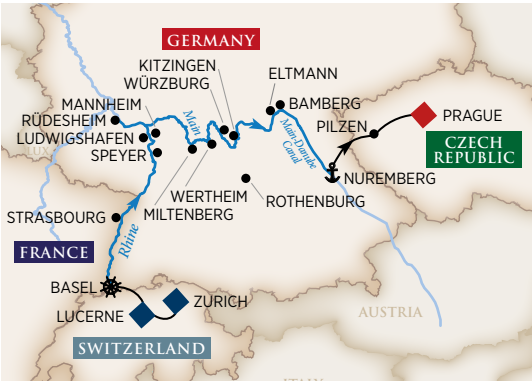 GERMANY
KITZINGEN
WÜRZBURG
ELTMANN
BAMBERG
MANNHEIM
RÜDESHEIM
LUDWIGSHAFEN
SPEYER
Main
Main-Danube
Canal
PILZEN
PRAGUE
CZECH
REPUBLIC
LUX
WERTHEIM
MILTENBERG
ROTHENBURG
NUREMBERG
STRASBOURG
Rhine
FRANCE
BASEL
LUCERNE
ZURICH
AUSTRIA
SWITZERLAND